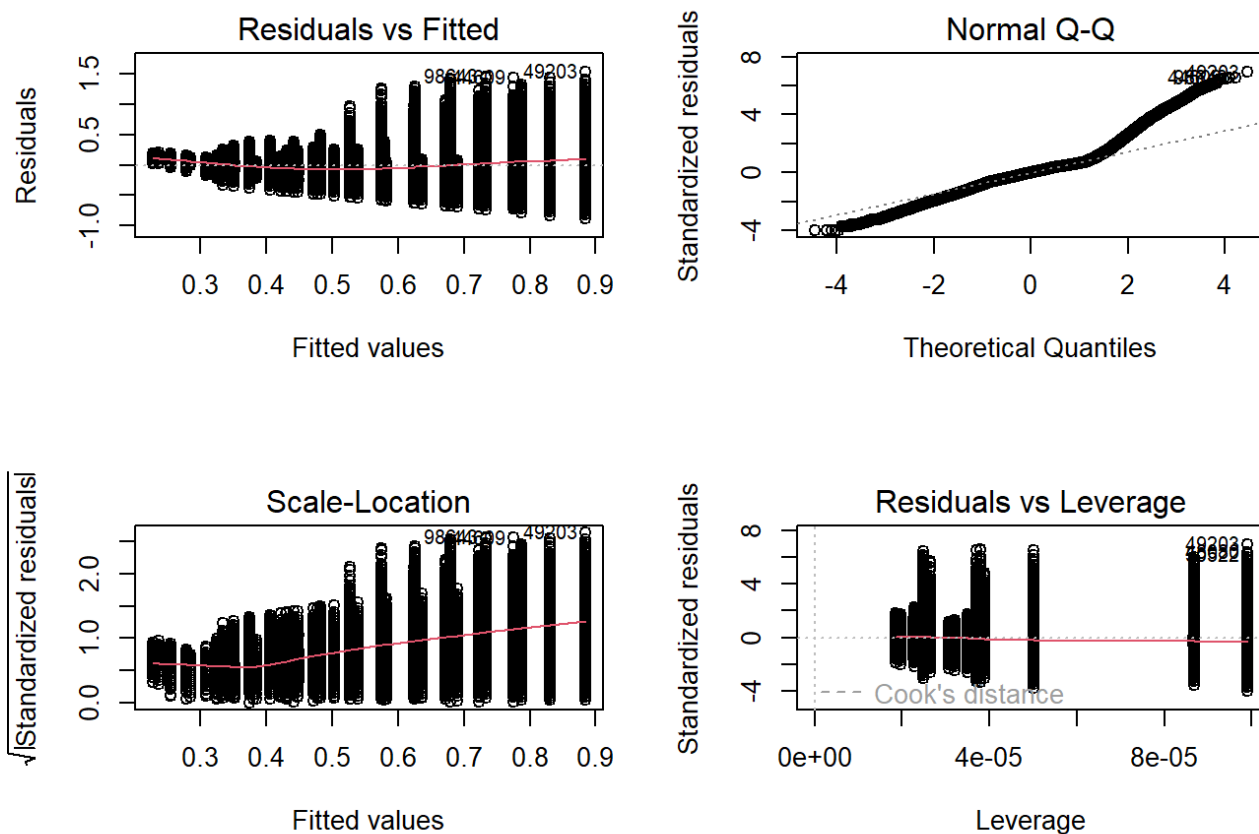 Residuals vs Fitted
Residuals
1.5
0.5
-1.0
49203
0.3 0.4 0.5 0.6 0.7 0.8 0.9
Fitted values
Normal Q-Q
Standardized residuals
8
4
0
-4
49203
-4 -2 0 2 4
Theoretical Quantiles
Scale-Location
√|Standardized residuals|
2.0
1.0
0.0
49203
0.3 0.4 0.5 0.6 0.7 0.8 0.9
Fitted values
Residuals vs Leverage
Standardized residuals
8
4
0
-4
49203
Cook's distance
0e+00 4e-05 8e-05
Leverage